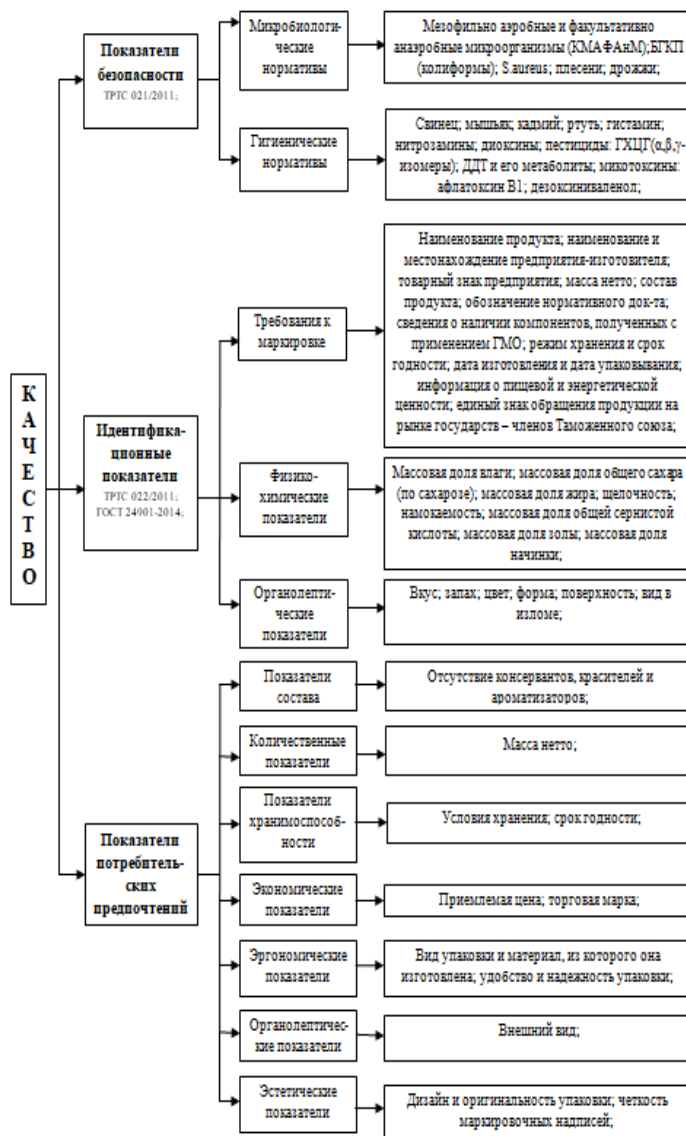 КАЧЕСТВО
Показатели
безопасности
ТРТС 021/2011;
Микробиологи-
ческие
нормативы
Мезофильно аэробные и факультативно
анаэробные микроорганизмы (КМАФАнМ);БГКП
(колиформы); S.aureus; плесени; дрожжи;
Гигиенические
нормативы
Свинец; мышьяк; кадмий; ртуть; гистамин;
нитрозамины; диоксины; пестициды: ГХЦГ(α,β,γ-
изомеры); ДДТ и его метаболиты; микотоксины:
афлатоксин В1; дезоксиниваленол;
Идентифика-
ционные
показатели
ТРТС 022/2011;
ГОСТ 24901-2014;
Требования к
маркировке
Наименование продукта; наименование и
местонахождение предприятия-изготовителя;
товарный знак предприятия; масса нетто; состав
продукта; обозначение нормативного док-та;
сведения о наличии компонентов, полученных с
применением ГМО; режим хранения и срок
годности; дата изготовления и дата упаковывания;
информация о пищевой и энергетической
ценности; единый знак обращения продукции на
рынке государств – членов Таможенного союза;
Физико-
химические
показатели
Массовая доля влаги; массовая доля общего сахара
(по сахарозе); массовая доля жира; щелочность;
намокаемость; массовая доля общей сернистой
кислоты; массовая доля золы; массовая доля
начинки;
Органолепти-
ческие
показатели
Вкус; запах; цвет; форма; поверхность; вид в
изломе;
Показатели
потребитель-
ских
предпочтений
Показатели
состава
Отсутствие консервантов, красителей и
ароматизаторов;
Количественные
показатели
Масса нетто;
Показатели
хранимоспособ-
ности
Условия хранения; срок годности;
Экономические
показатели
Приемлемая цена; торговая марка;
Эргономические
показатели
Вид упаковки и материал, из которого она
изготовлена; удобство и надежность упаковки;
Органолептичес-
кие показатели
Внешний вид;
Эстетические
показатели
Дизайн и оригинальность упаковки; четкость
маркировочных надписей;